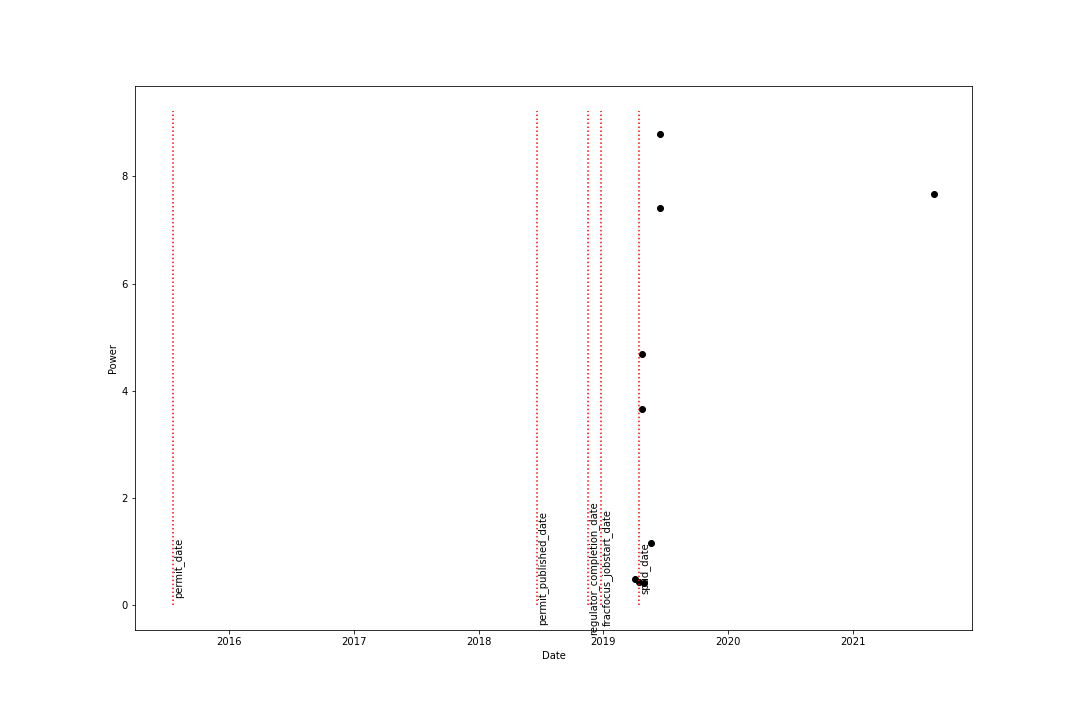 8
6
4
2
0
Power
permit_date
permit_published_date
regulator_completion_date
fracfocus_jobstart_date
spud_date
2016
2017
2018
2019
2020
2021
Date